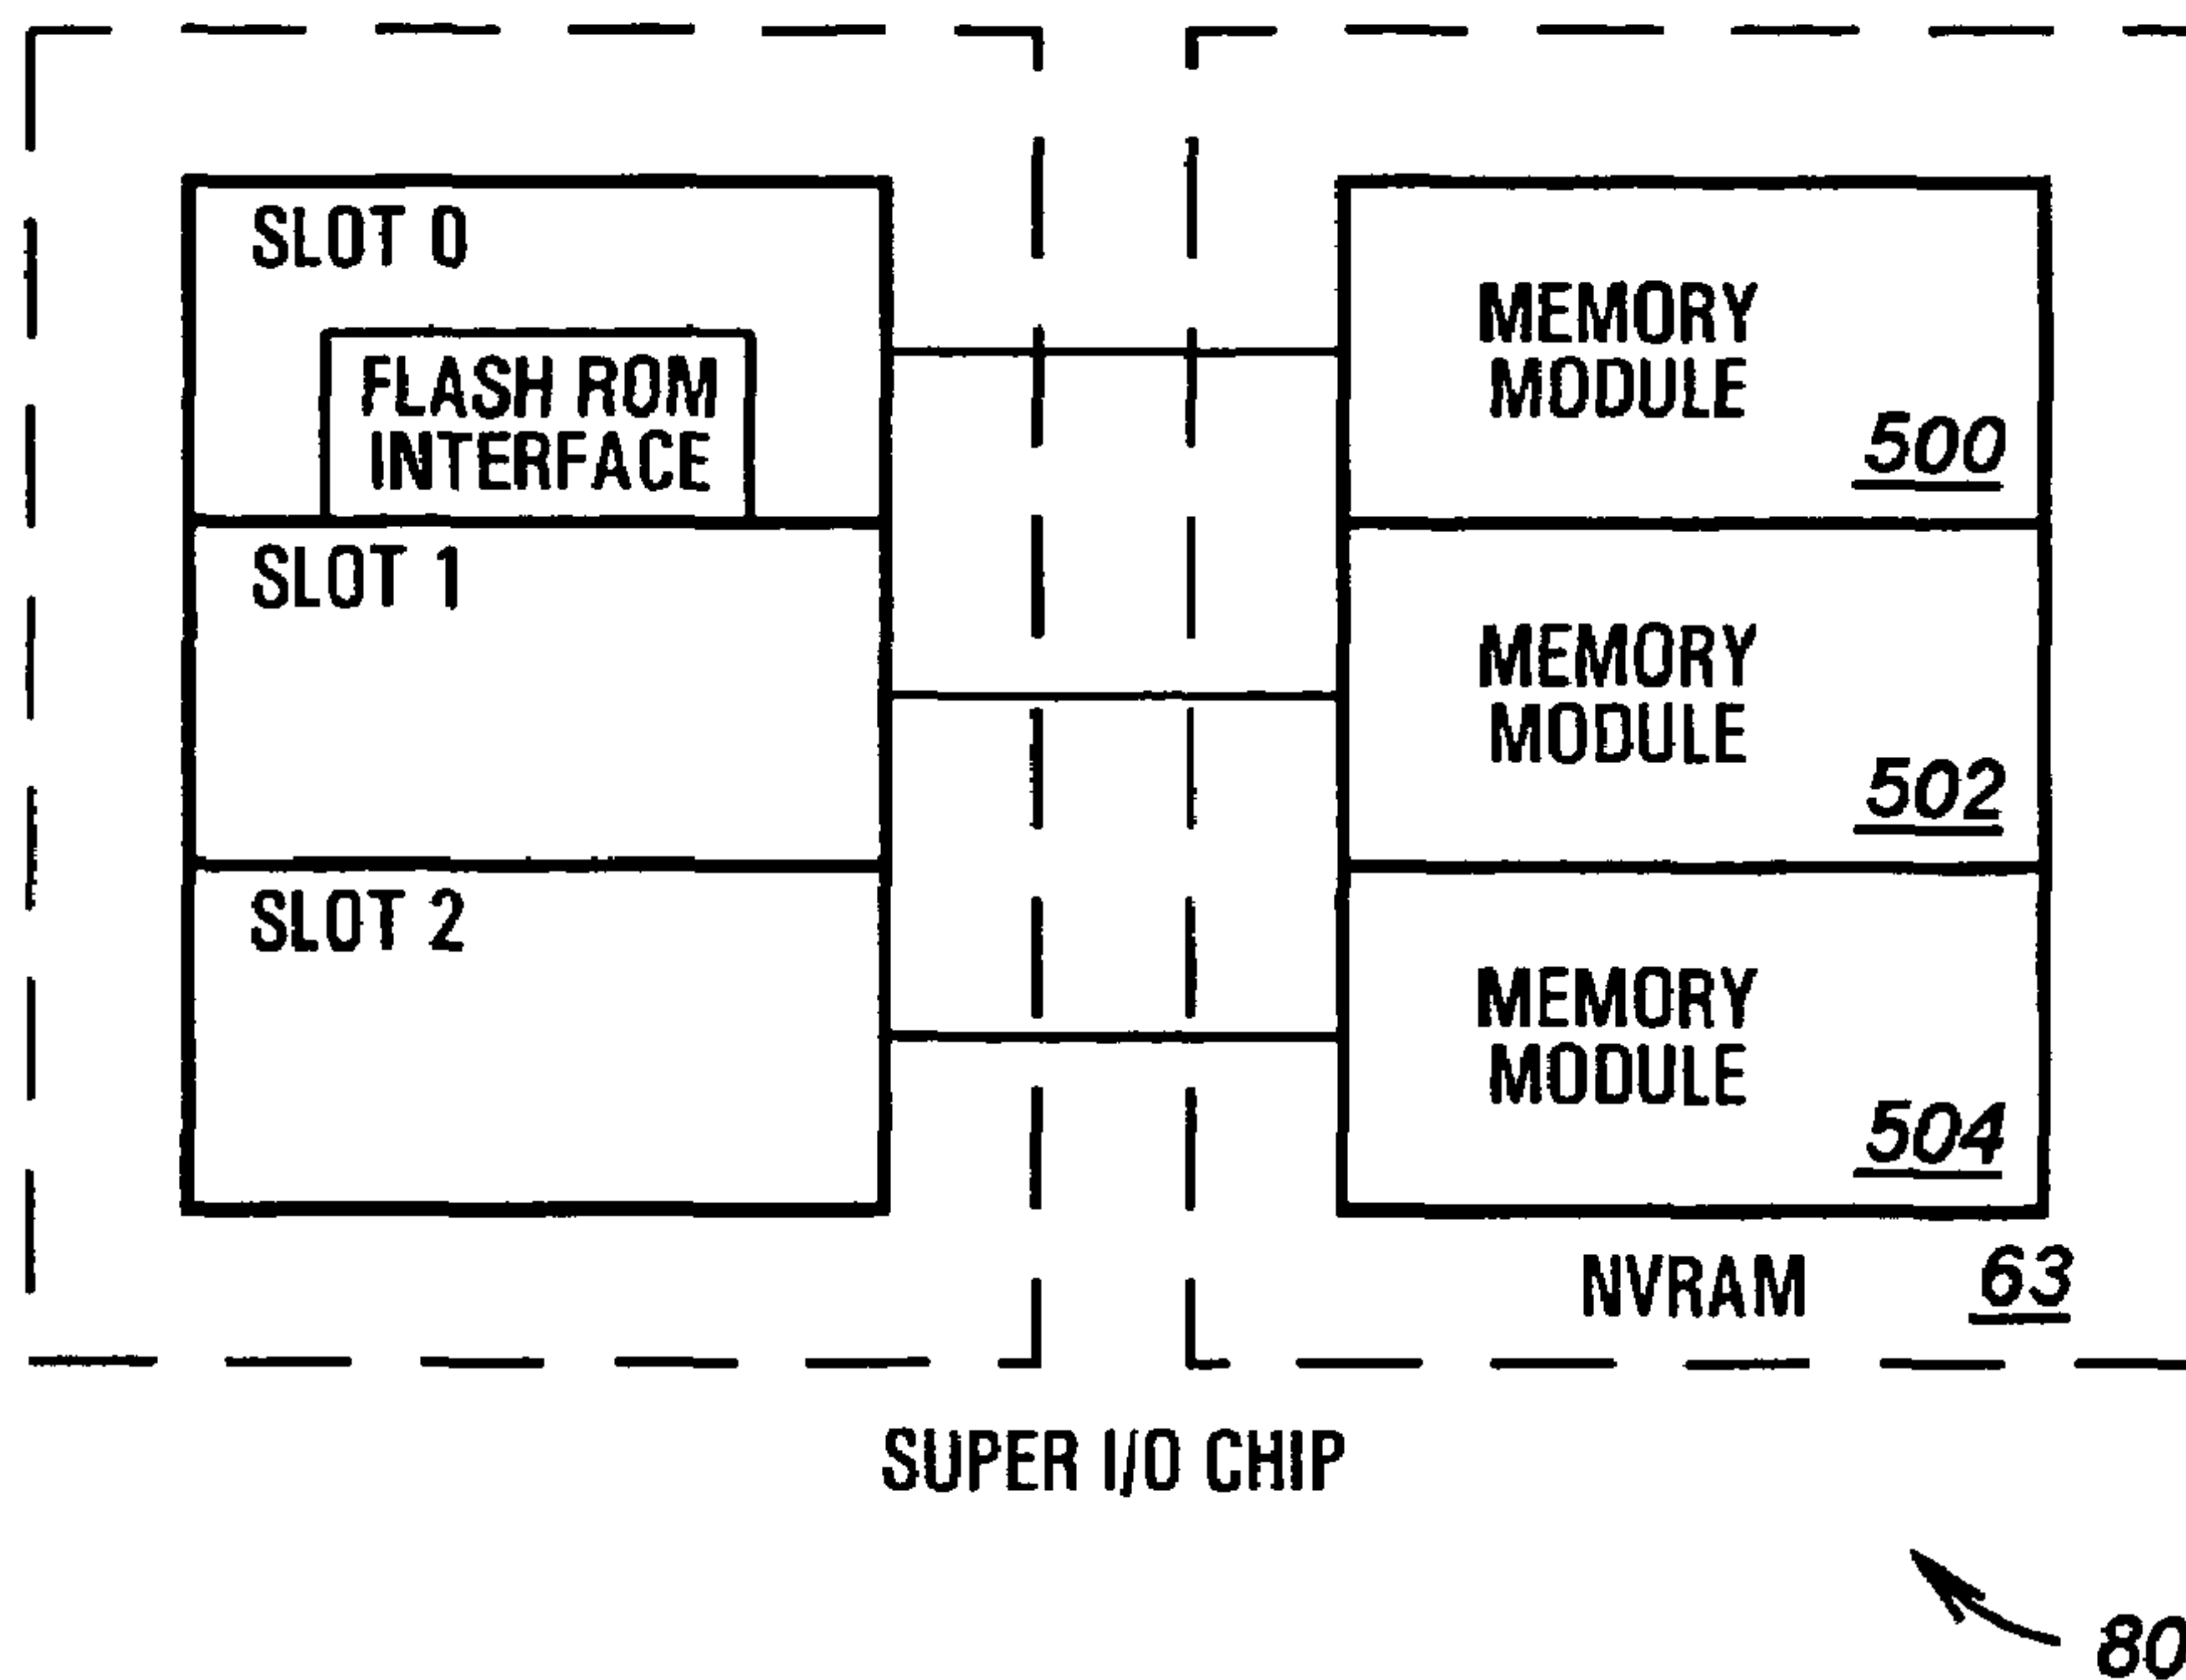 SLOT 0
FLASH ROM
INTERFACE
SLOT 1
SLOT 2
MEMORY
MODULE
500
MEMORY
MODULE
502
MEMORY
MODULE
504
NVRAM 63
SUPER I/O CHIP
80